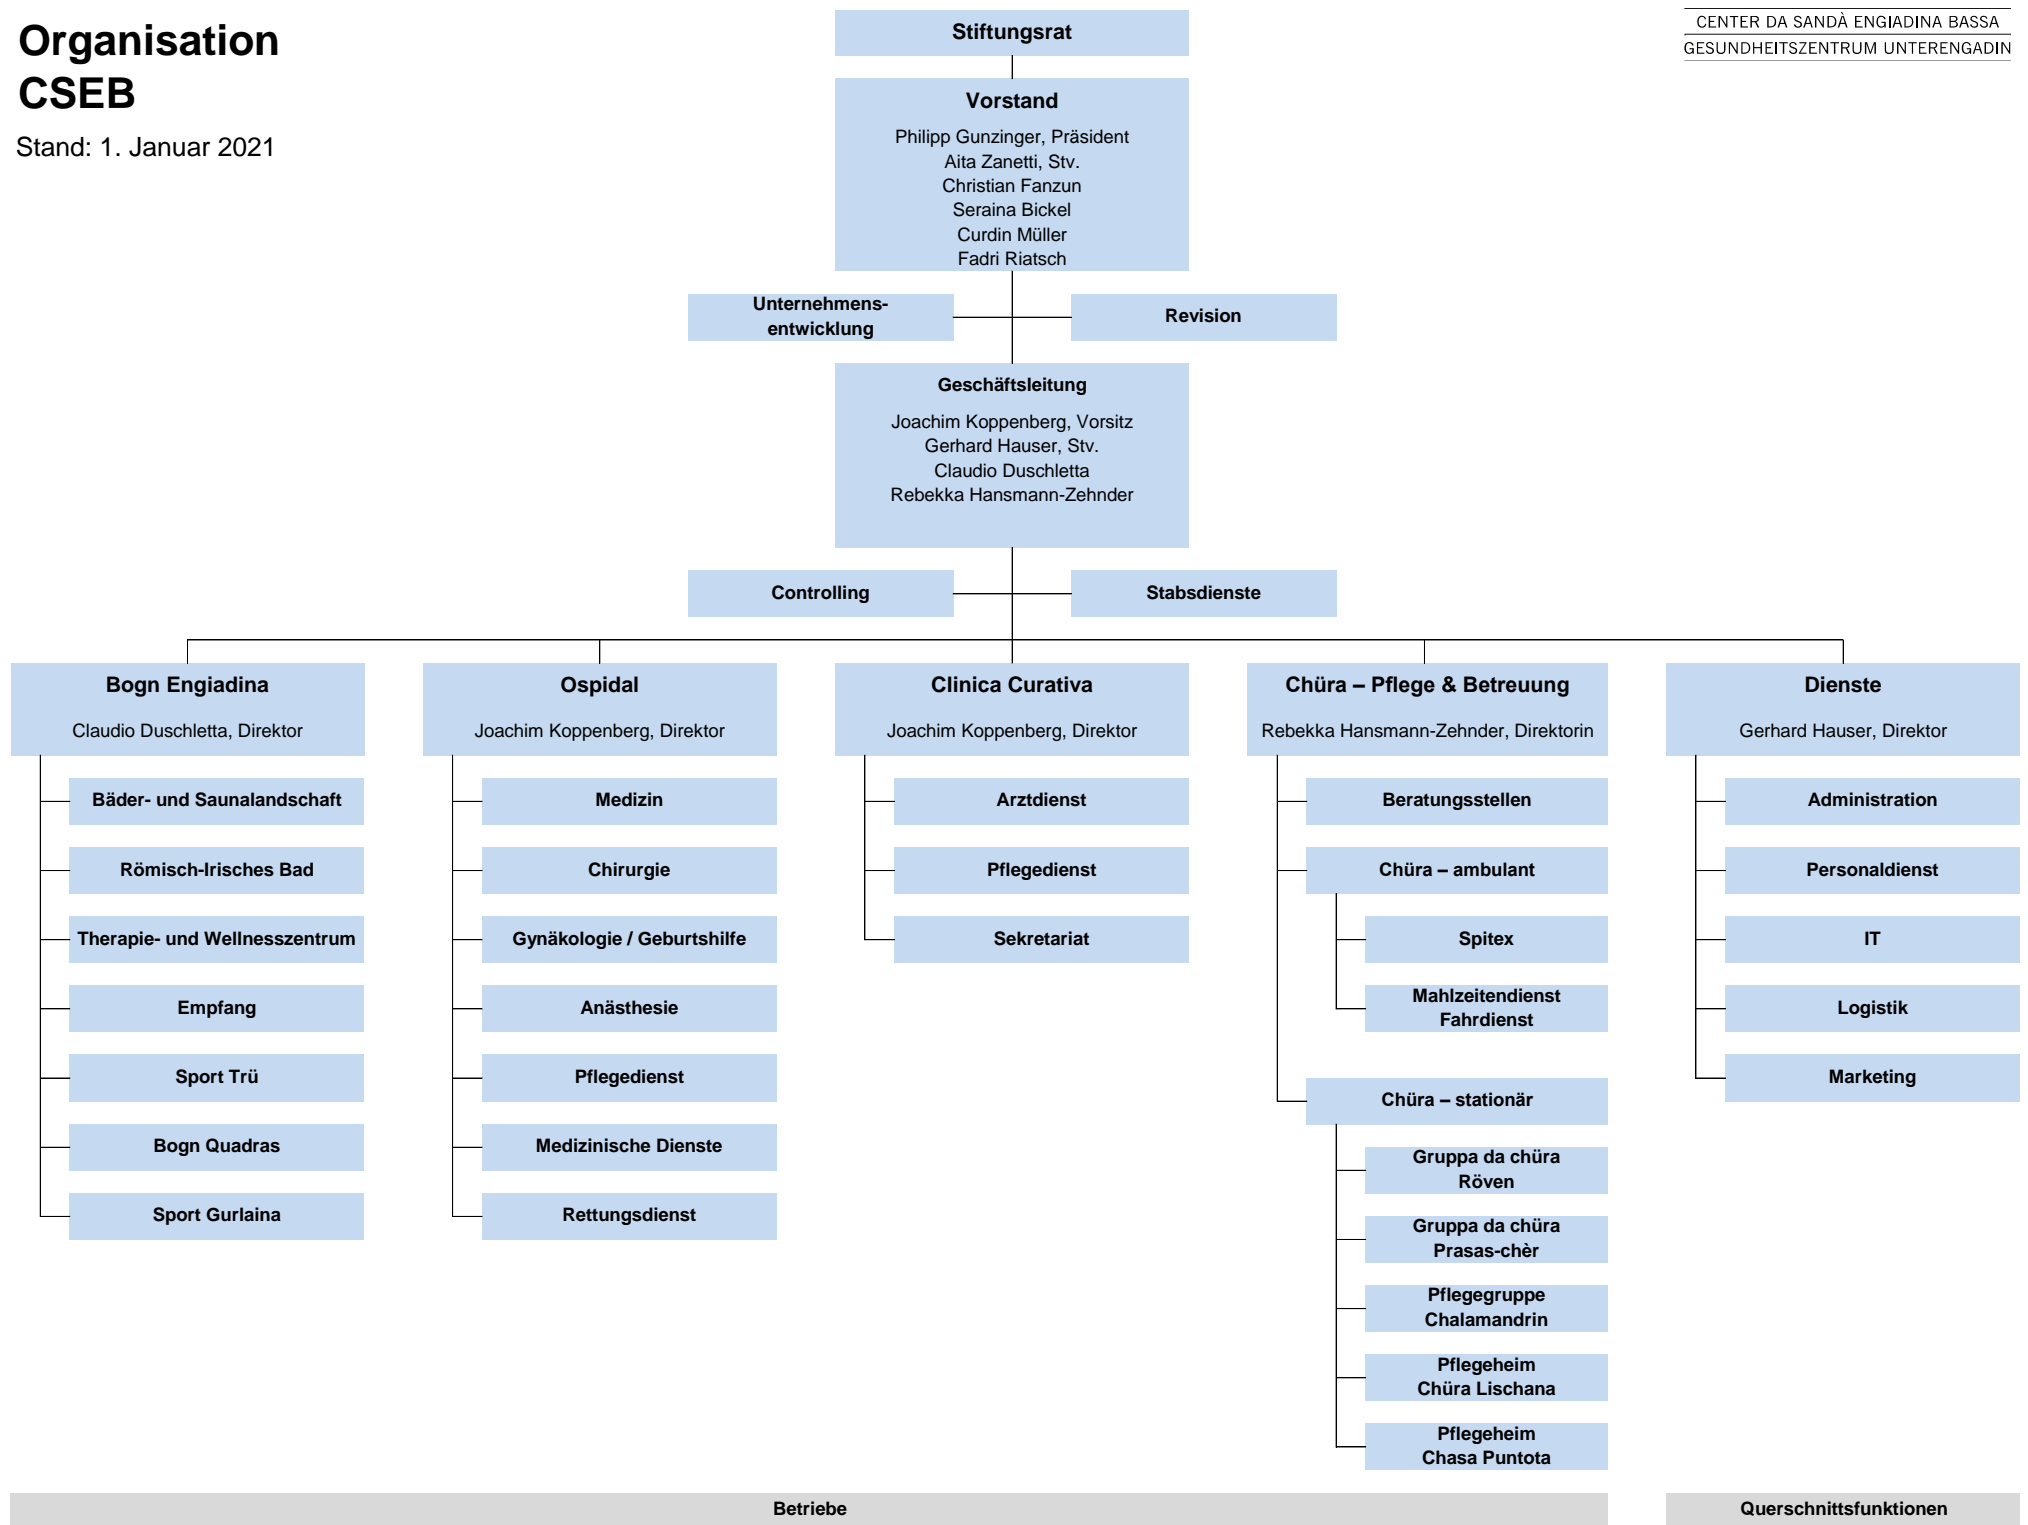 Organisation
CSEB
Stand: 1. Januar 2021
CENTER DA SANDÀ ENGIADINA BASSA
GESUNDHEITSZENTRUM UNTERENGADIN
Stiftungsrat
Vorstand
Philipp Gunzinger, Präsident
Aita Zanetti, Stv.
Christian Fanzun
Seraina Bickel
Curdin Müller
Fadri Riatsch
Unternehmens-
entwicklung
Revision
Geschäftsleitung
Joachim Koppenberg, Vorsitz
Gerhard Hauser, Stv.
Claudio Duschletta
Rebekka Hansmann-Zehnder
Controlling
Stabsdienste
Bogn Engiadina
Claudio Duschletta, Direktor
Bäder- und Saunalandschaft
Römisch-Irisches Bad
Therapie- und Wellnesszentrum
Empfang
Sport Trü
Bogn Quadras
Sport Gurlaina
Ospidal
Joachim Koppenberg, Direktor
Medizin
Chirurgie
Gynäkologie / Geburtshilfe
Anästhesie
Pflegedienst
Medizinische Dienste
Rettungsdienst
Clinica Curativa
Joachim Koppenberg, Direktor
Arztdienst
Pflegedienst
Sekretariat
Chüra – Pflege & Betreuung
Rebekka Hansmann-Zehnder, Direktorin
Beratungsstellen
Chüra – ambulant
Spitex
Mahlzeitendienst
Fahrdienst
Chüra – stationär
Gruppa da chüra
Röven
Gruppa da chüra
Prasas-chèr
Pflegegruppe
Chalamandrin
Pflegeheim
Chüra Lischana
Pflegeheim
Chasa Puntota
Dienste
Gerhard Hauser, Direktor
Administration
Personaldienst
IT
Logistik
Marketing
Betriebe
Querschnittsfunktionen